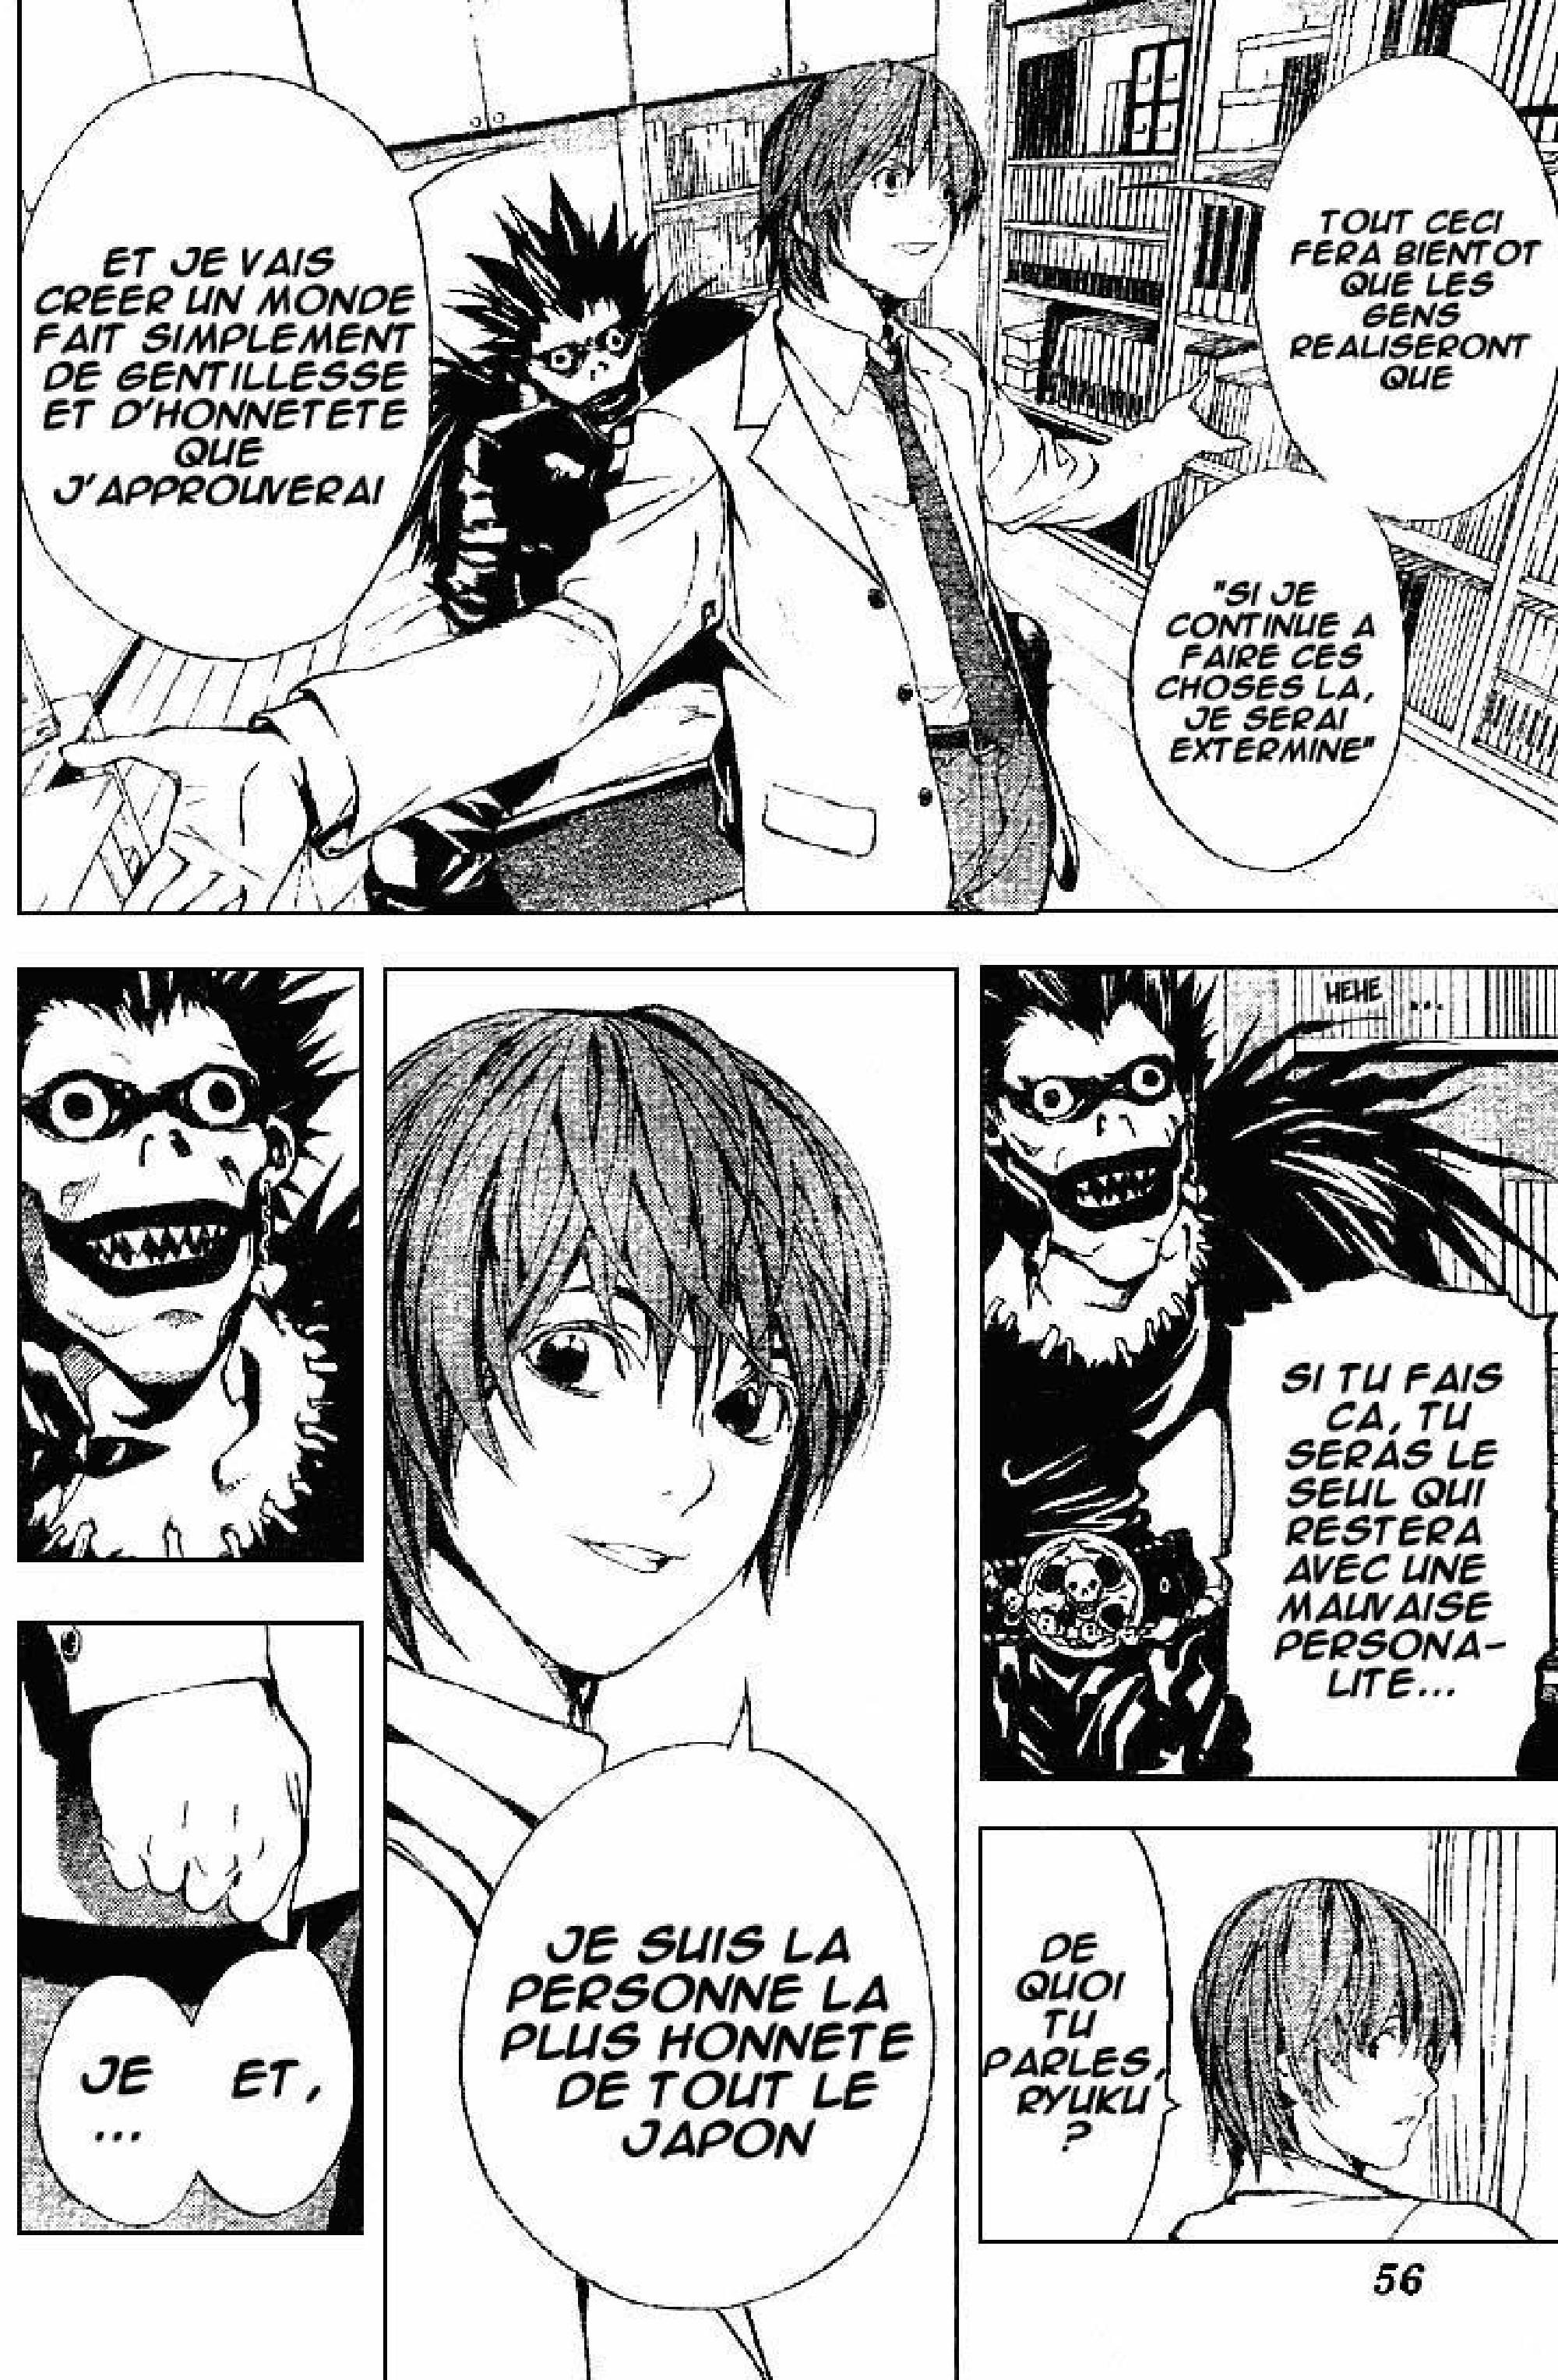 TOUT CECI
FERA BIENTOT
QUE LES
GENS
REALISERONT
QUE
"SI JE
CONTINUE A
FAIRE CES
CHOSES LA,
JE SERAI
EXTERMINE"
ET JE VAIS
CREER UN MONDE
FAIT SIMPLEMENT
DE GENTILLESSE
ET D'HONNETETE
QUE
J'APPROUVERAI
HEHE ...
SI TU FAIS
CA, TU
SERAS LE
SEUL QUI
RESTERA
AVEC UNE
MAUVAISE
PERSONA-
LITE...
DE
QUOI
TU
PARLES,
RYUKU
?
JE SUIS LA
PERSONNE LA
PLUS HONNETE
DE TOUT LE
JAPON
ET,
JE
...
56